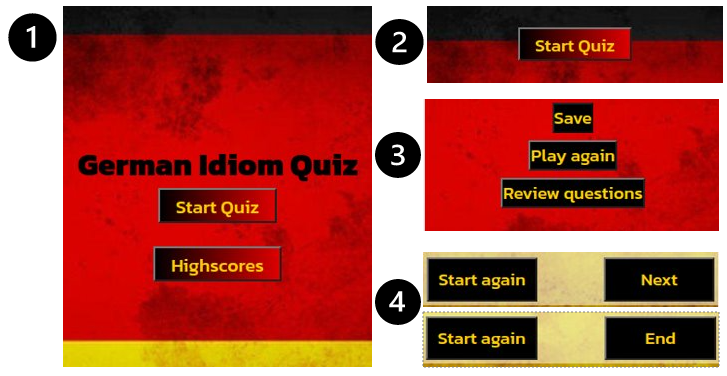 1
German Idiom Quiz
Start Quiz
Highscores
2
Start Quiz
3
Save
Play again
Review questions
4
Start again Next
Start again End